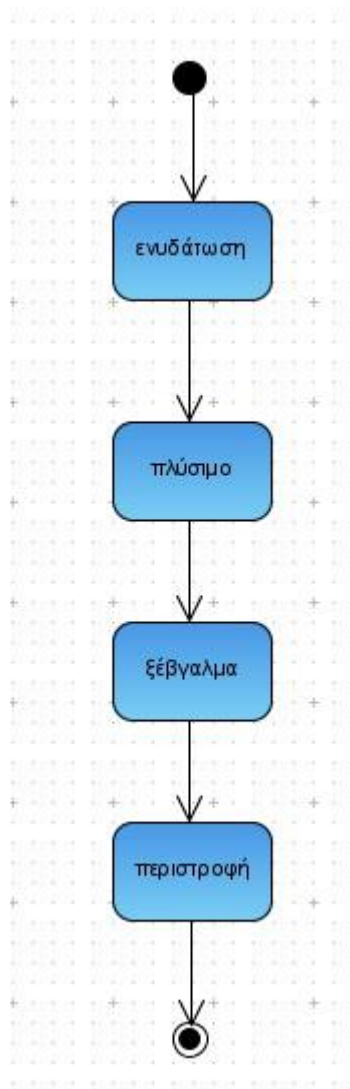 ενυδάτωση
πλύσιμο
ξέβγαλμα
περιστροφή